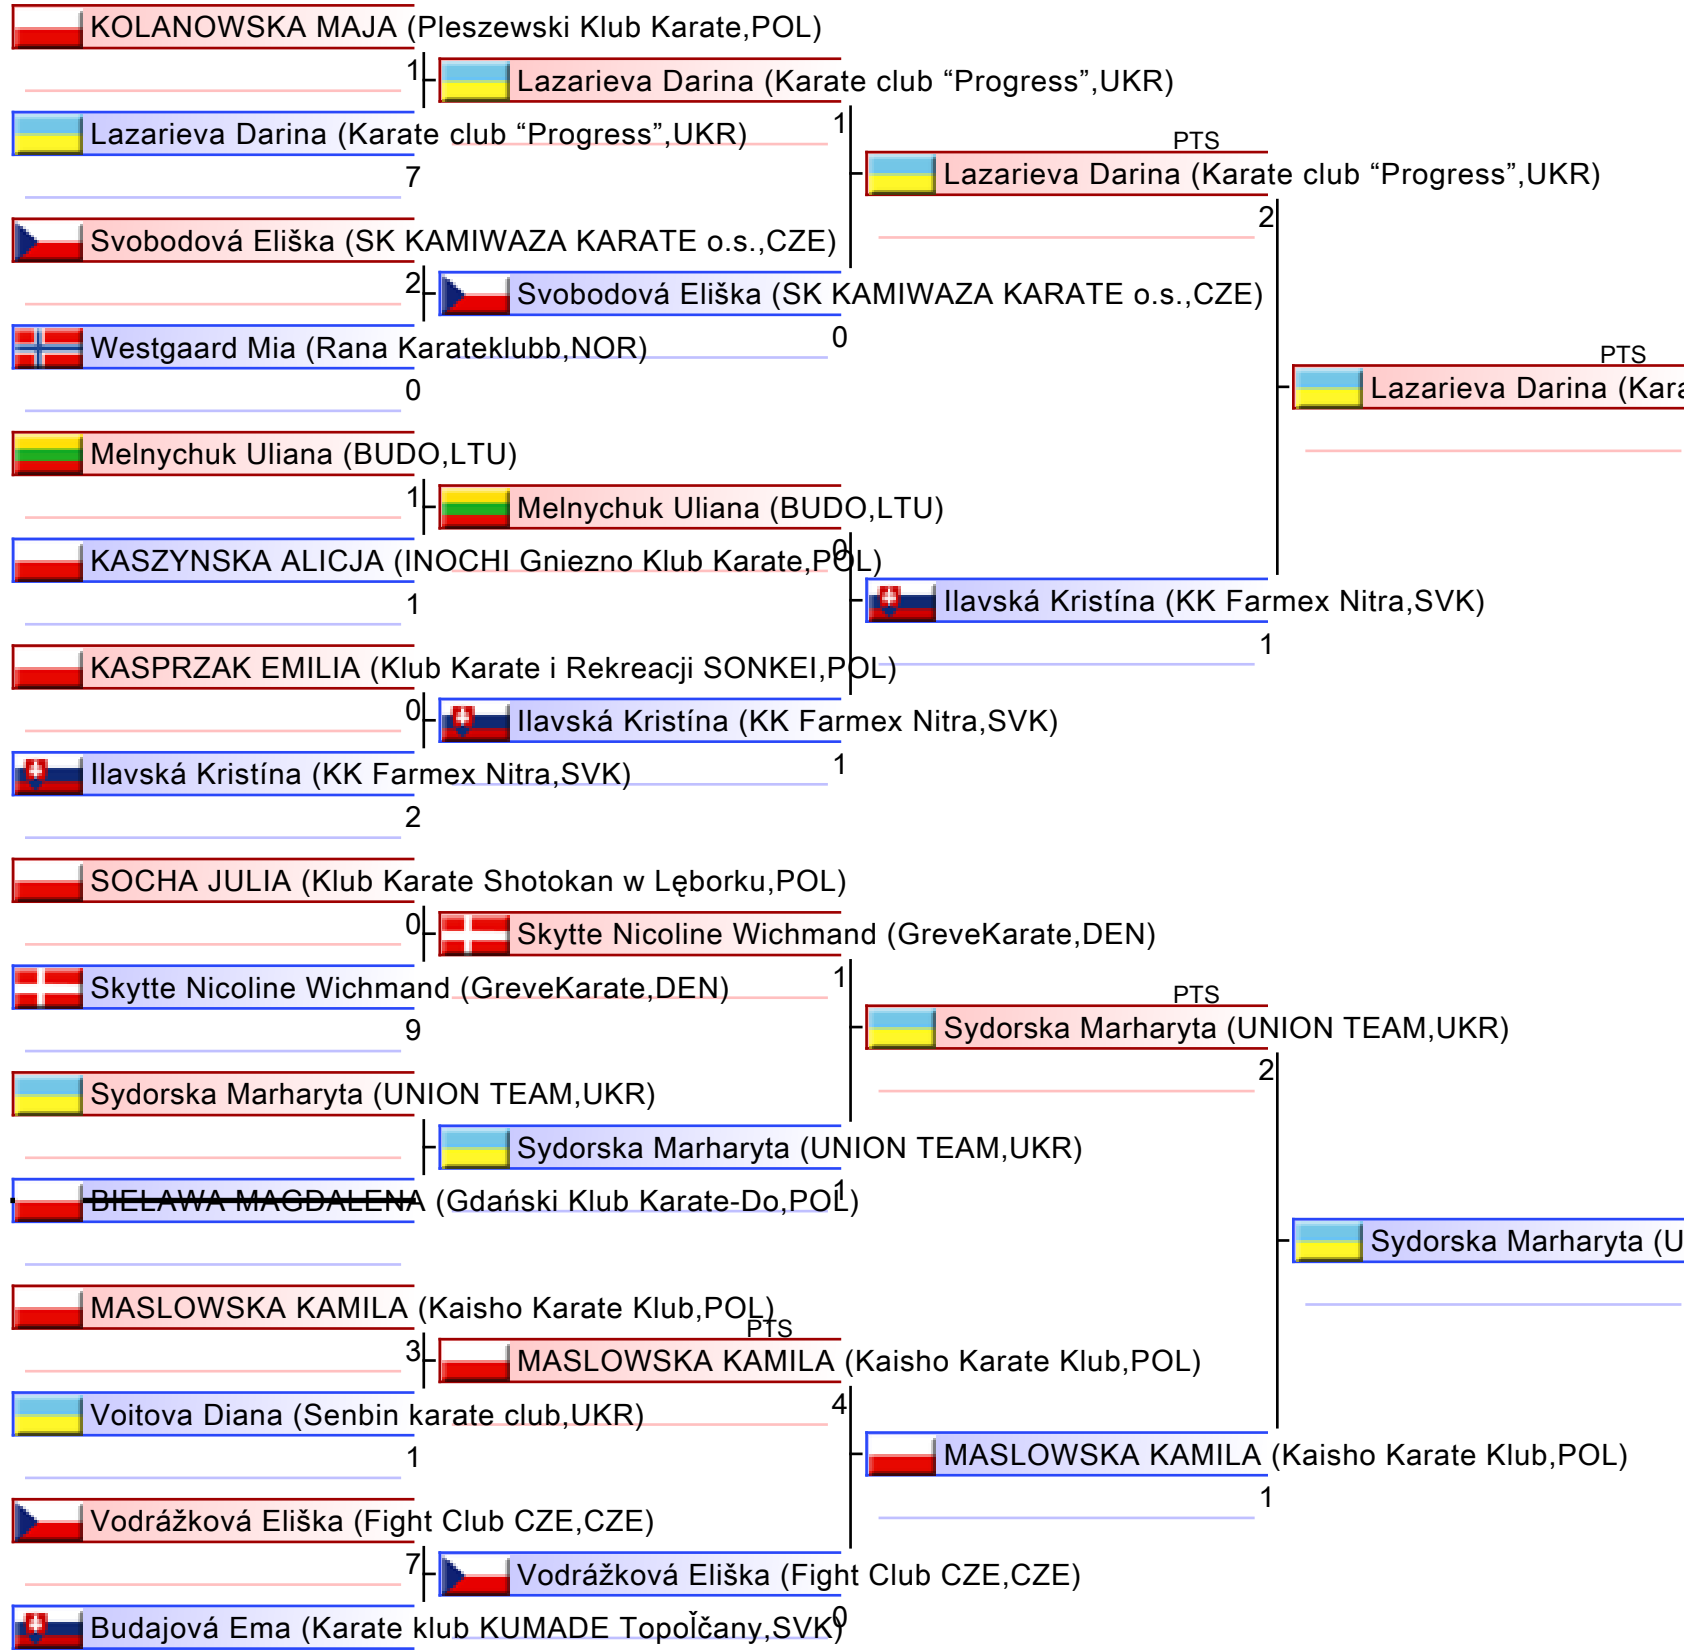 KOLANOWSKA MAJA (Pleszewski Klub Karate,POL)
1
Lazarieva Darina (Karate club “Progress”,UKR)
Lazarieva Darina (Karate club “Progress”,UKR)
1
PTS
7
Lazarieva Darina (Karate club “Progress”,UKR)
2
Svobodová Eliška (SK KAMIWAZA KARATE o.s.,CZE)
2
Svobodová Eliška (SK KAMIWAZA KARATE o.s.,CZE)
0
Westgaard Mia (Rana Karateklubb,NOR)
0
PTS
Lazarieva Darina (Kara
Melnychuk Uliana (BUDO,LTU)
1
Melnychuk Uliana (BUDO,LTU)
0
KASZYNSKA ALICJA (INOCHI Gniezno Klub Karate,POL)
1
Ilavská Kristína (KK Farmex Nitra,SVK)
1
KASPRZAK EMILIA (Klub Karate i Rekreacji SONKEI,POL)
0
Ilavská Kristína (KK Farmex Nitra,SVK)
1
Ilavská Kristína (KK Farmex Nitra,SVK)
2
SOCHA JULIA (Klub Karate Shotokan w Lęborku,POL)
0
Skytte Nicoline Wichmand (GreveKarate,DEN)
1
Skytte Nicoline Wichmand (GreveKarate,DEN)
9
PTS
Sydorska Marharyta (UNION TEAM,UKR)
2
Sydorska Marharyta (UNION TEAM,UKR)
Sydorska Marharyta (UNION TEAM,UKR)
1
BIELAWA MAGDALENA (Gdański Klub Karate-Do,POL)
Sydorska Marharyta (U
MASLOWSKA KAMILA (Kaisho Karate Klub,POL)
PTS
3
MASLOWSKA KAMILA (Kaisho Karate Klub,POL)
4
Voitova Diana (Senbin karate club,UKR)
1
MASLOWSKA KAMILA (Kaisho Karate Klub,POL)
1
Vodrážková Eliška (Fight Club CZE,CZE)
7
Vodrážková Eliška (Fight Club CZE,CZE)
0
Budajová Ema (Karate klub KUMADE Topoľčany,SVK)